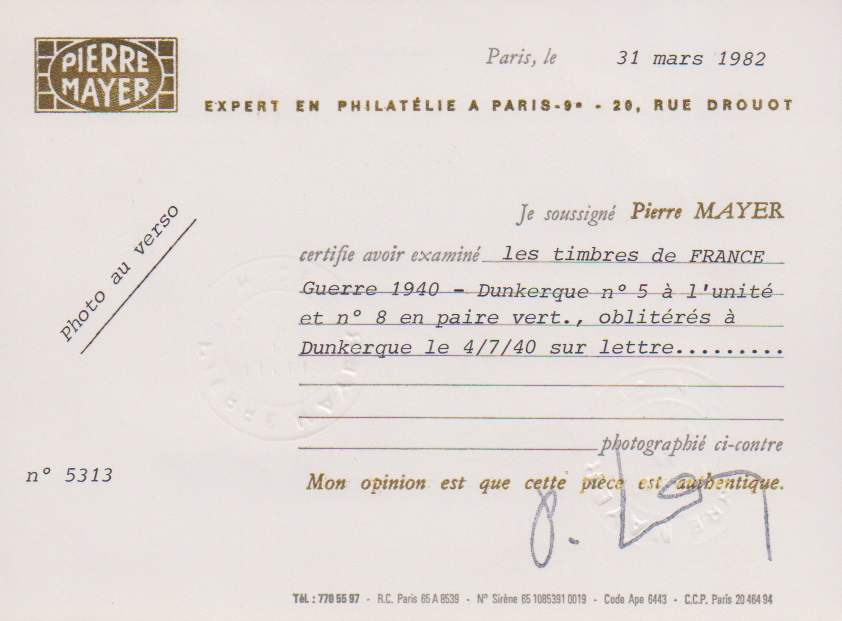 PIERRE
MAYER
Paris, le 31 mars 1982
EXPERT EN PHILATÉLIE A PARIS-9e - 20, RUE DROUOT
Photo au verso
Je soussigné Pierre MAYER
certifie avoir examiné les timbres de FRANCE
Guerre 1940 - Dunkerque n° 5 à l'unité
et n° 8 en paire vert., oblitérés à
Dunkerque le 4/7/40 sur lettre.........
photographié ci-contre
n° 5313
Mon opinion est que cette pièce est authentique.
Tél. : 770 55 97 - R.C. Paris 65 A 8539 - N° Sirène 65 1085391 0019 - Code Ape 6443 - C.C.P. Paris 20 464 94